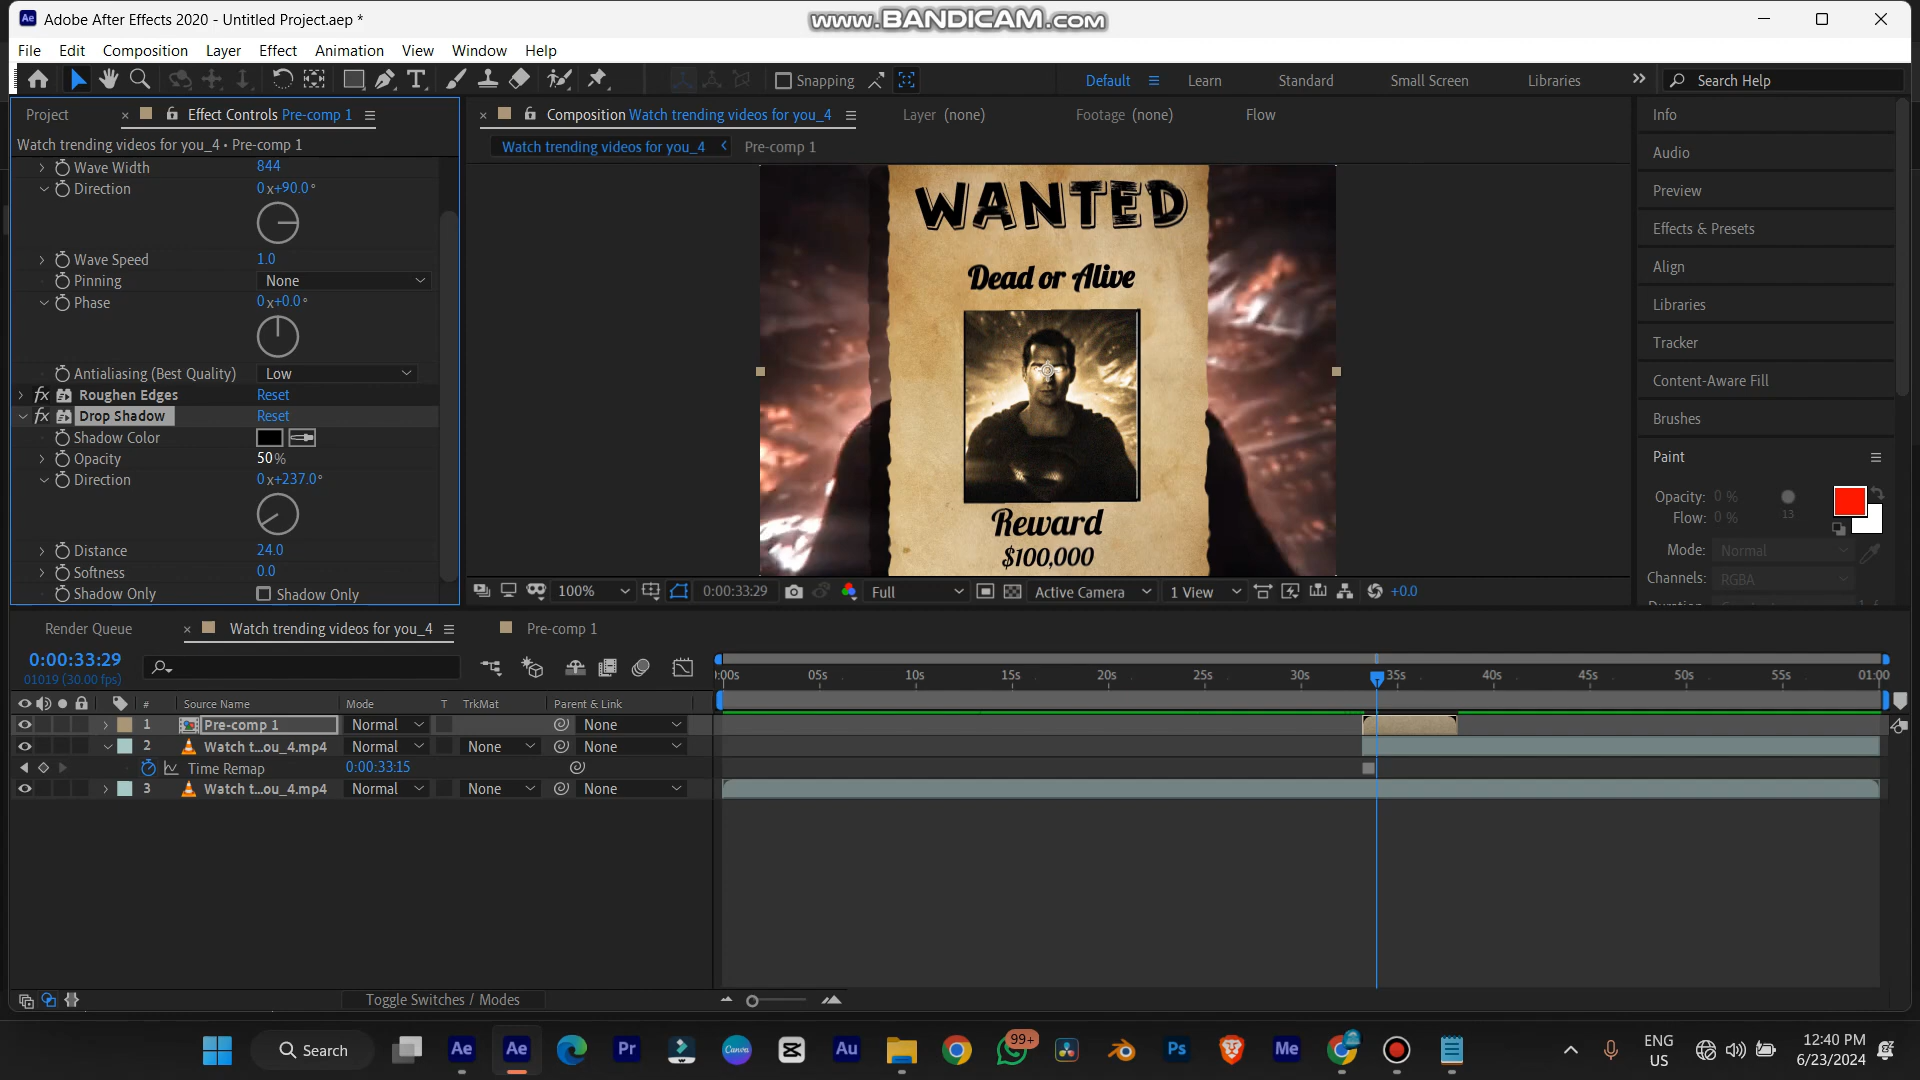 Adobe After Effects 2020 - Untitled Project.aep *
www.BANDICAM.com
File Edit Composition Layer Effect Animation View Window Help
Snapping
Default Learn Standard Small Screen Libraries
Search Help
Project
Effect Controls Pre-comp 1
Composition Watch trending videos for you_4
Layer (none)
Footage (none)
Flow
Watch trending videos for you_4 • Pre-comp 1
Watch trending videos for you_4
Pre-comp 1
Wave Width 844
Direction 0x+90.0°
Wave Speed 1.0
Pinning None
Phase 0x+0.0°
Antialiasing (Best Quality) Low
fx Roughen Edges Reset
fx Drop Shadow Reset
Shadow Color
Opacity 50%
Direction 0x+237.0°
Distance 24.0
Softness 0.0
Shadow Only Shadow Only
WANTED
Dead or Alive
Reward
$100,000
100%
0:00:33:29
Full
Active Camera
1 View
+0.0
Info
Audio
Preview
Effects & Presets
Align
Libraries
Tracker
Content-Aware Fill
Brushes
Paint
Opacity: 0 %
Flow: 0 %
13
Mode: Normal
Channels: RGBA
Render Queue
Watch trending videos for you_4
Pre-comp 1
0:00:33:29
01019 (30.00 fps)
:00s 05s 10s 15s 20s 25s 30s 35s 40s 45s 50s 55s 01:00
# Source Name Mode T TrkMat Parent & Link
1 Pre-comp 1 Normal None
2 Watch t...ou_4.mp4 Normal None None
Time Remap 0:00:33:15
3 Watch t...ou_4.mp4 Normal None None
Toggle Switches / Modes
Search
Ae
Ae
Pr
Canva
Au
99+
Ps
Me
ENG
US
12:40 PM
6/23/2024